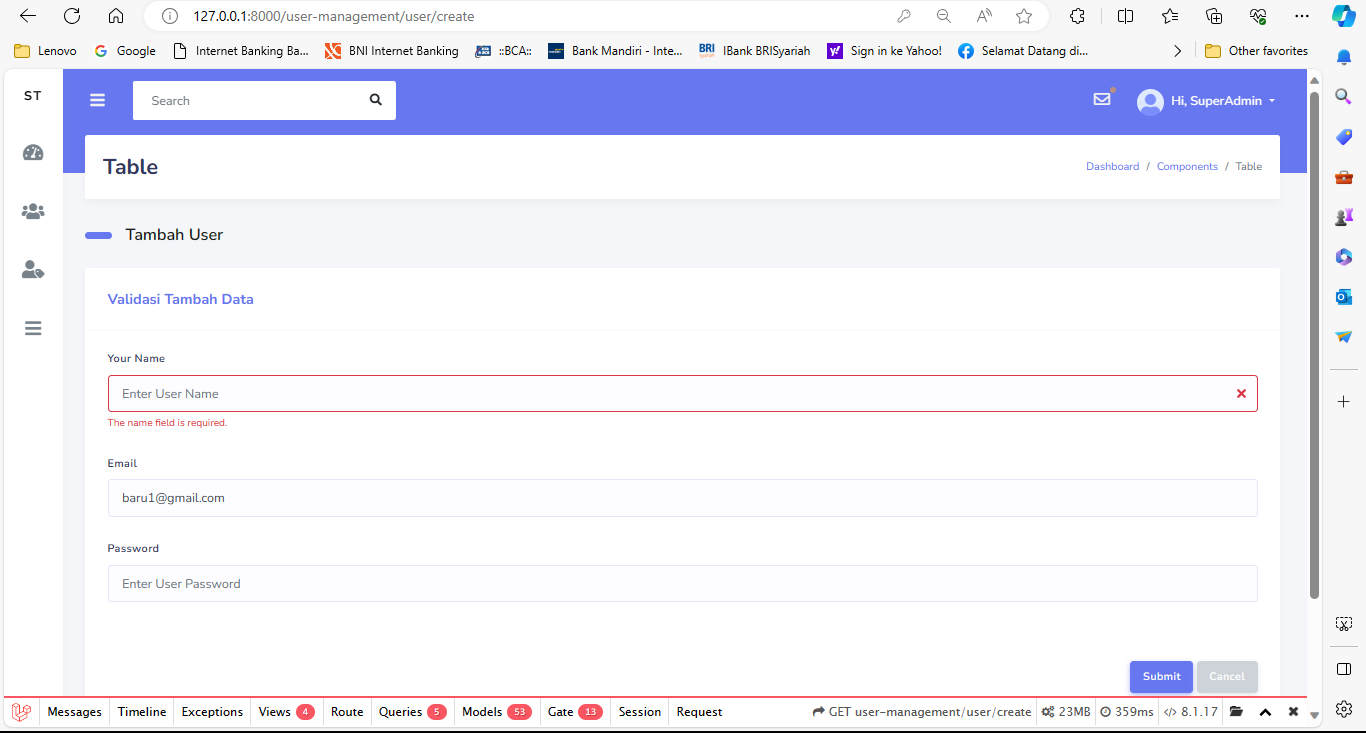 127.0.0.1:8000/user-management/user/create
Lenovo Google Internet Banking Ba... BNI Internet Banking ::BCA:: Bank Mandiri - Inte... BRI IBank BRISyariah Sign in ke Yahoo! Selamat Datang di... Other favorites
ST
Search
Hi, SuperAdmin
Table
Dashboard / Components / Table
Tambah User
Validasi Tambah Data
Your Name
Enter User Name
The name field is required.
Email
baru1@gmail.com
Password
Enter User Password
Submit Cancel
Messages Timeline Exceptions Views 4 Route Queries 5 Models 53 Gate 13 Session Request GET user-management/user/create 23MB 359ms 8.1.17